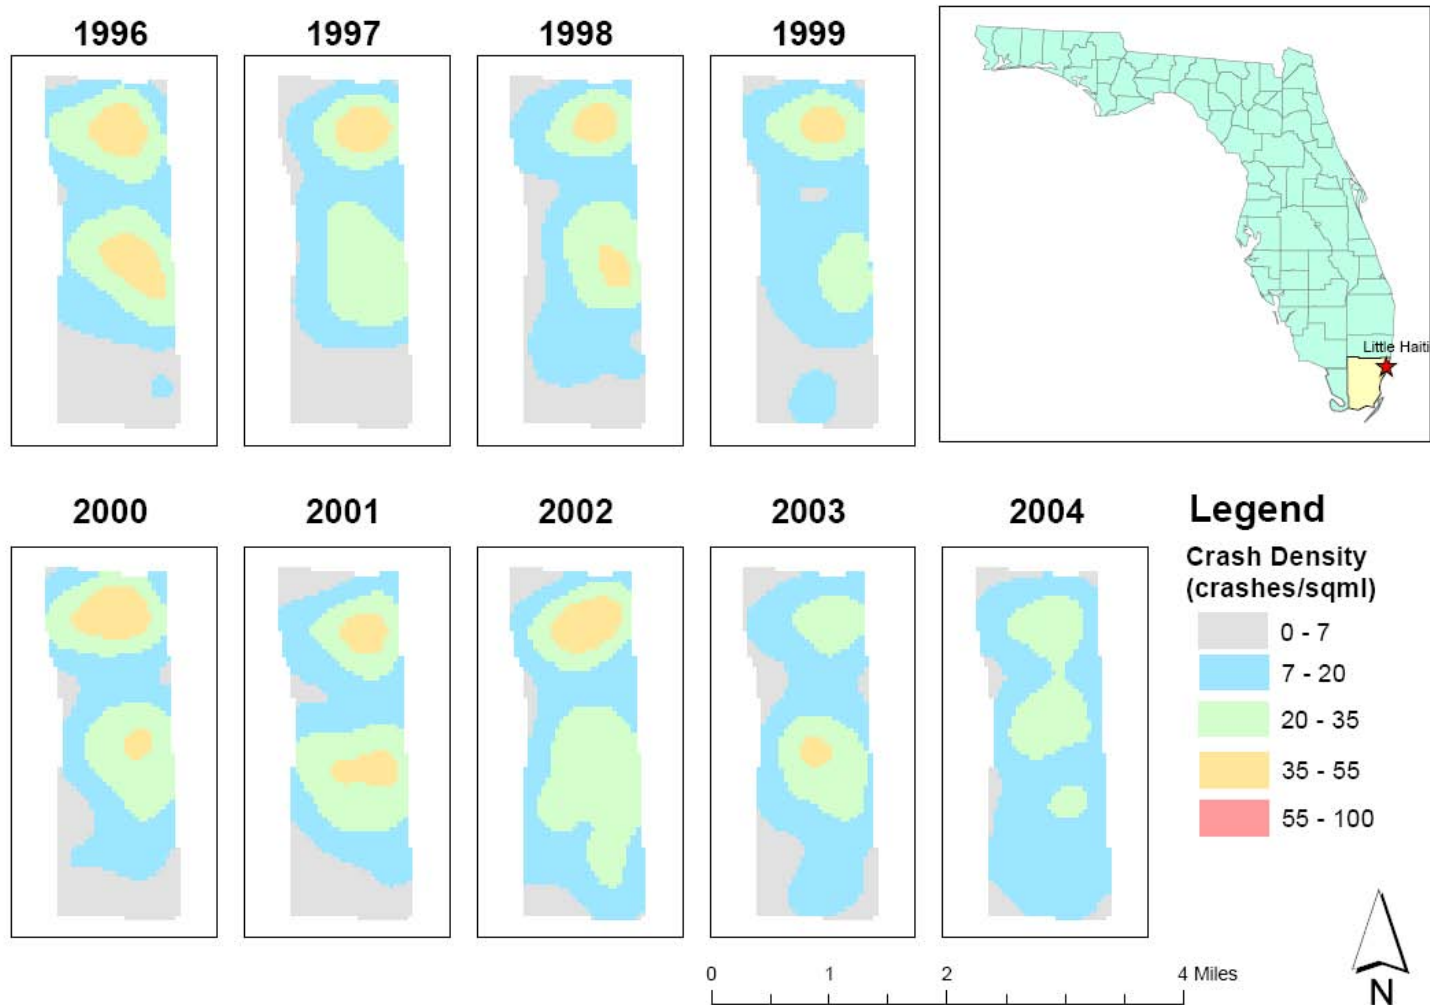 1996
1997
1998
1999
Little Haiti
2000
2001
2002
2003
2004
Legend
Crash Density
(crashes/sqml)
0 - 7
7 - 20
20 - 35
35 - 55
55 - 100
0 1 2 4 Miles
N